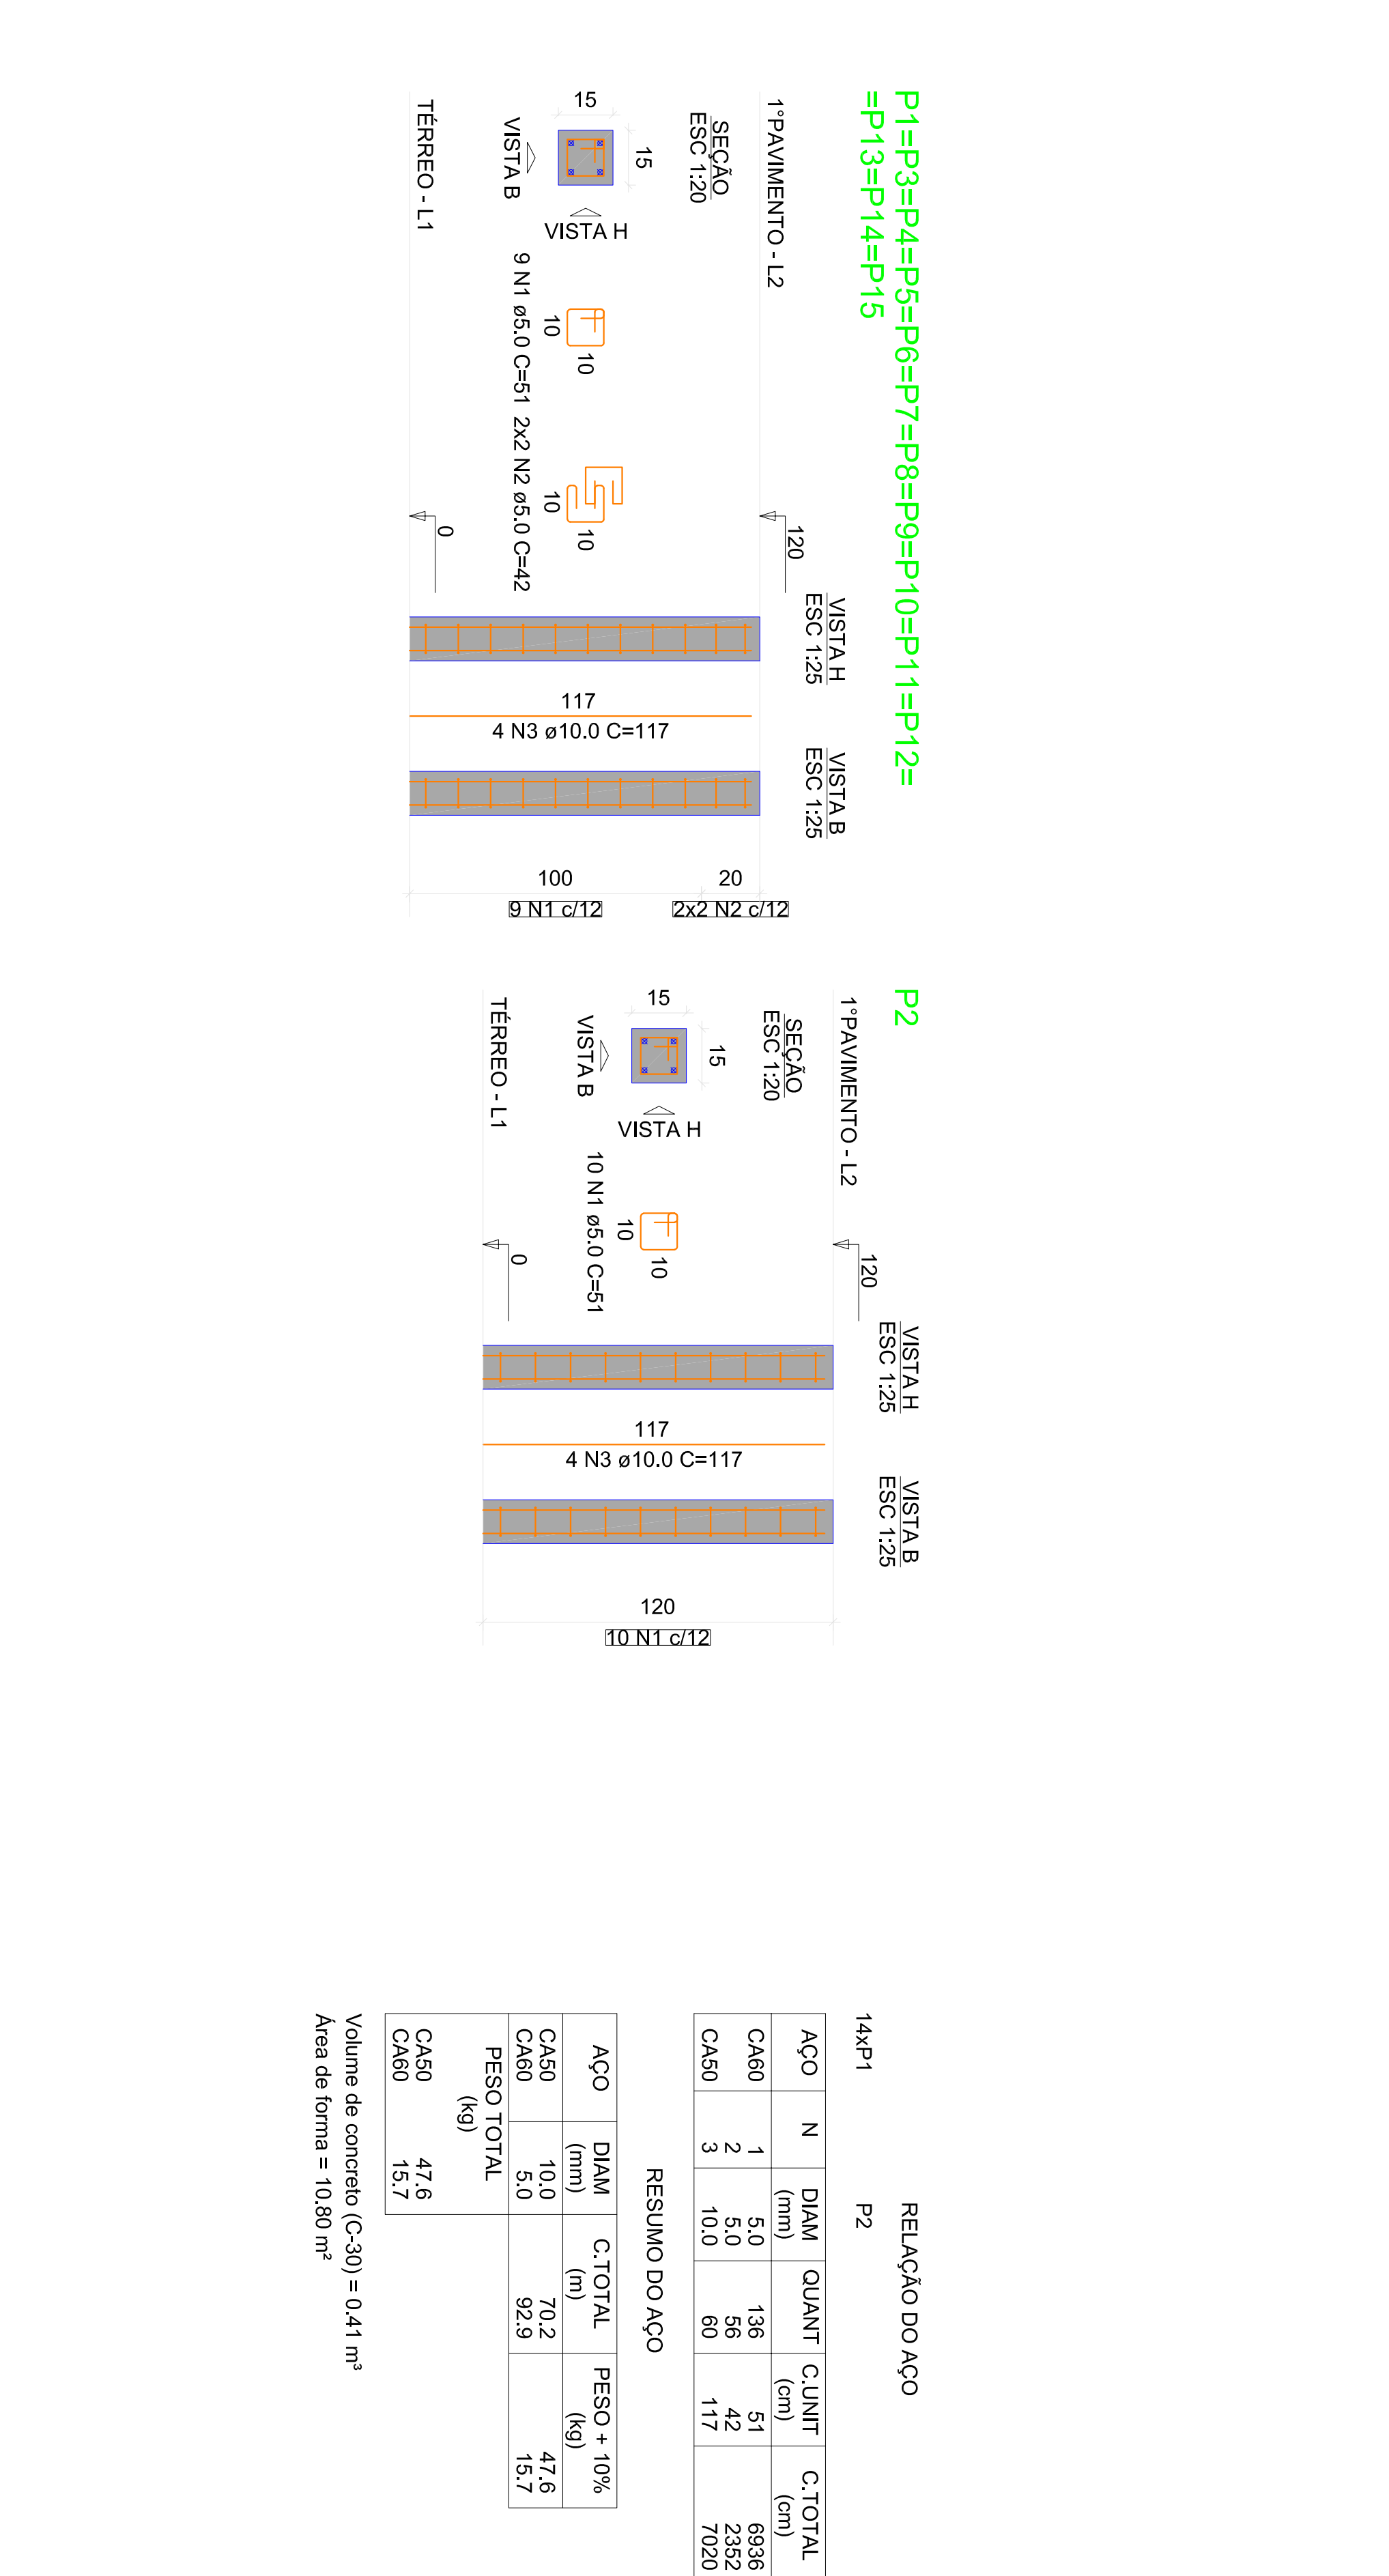 P1=P3=P4=P5=P6=P7=P8=P9=P10=P11=P12=
=P13=P14=P15
VISTA H
ESC 1:25
VISTA B
ESC 1:25
1°PAVIMENTO - L2
120
SEÇÃO
ESC 1:20
15
15
VISTA H
VISTA B
10
10
10
10
9 N1 ø5.0 C=51
2x2 N2 ø5.0 C=42
117
4 N3 ø10.0 C=117
20
2x2 N2 c/12
100
9 N1 c/12
TÉRREO - L1
0
P2
VISTA H
ESC 1:25
VISTA B
ESC 1:25
1°PAVIMENTO - L2
120
SEÇÃO
ESC 1:20
15
15
VISTA H
VISTA B
10
10
10 N1 ø5.0 C=51
117
4 N3 ø10.0 C=117
120
10 N1 c/12
TÉRREO - L1
0
RELAÇÃO DO AÇO
14xP1 P2
AÇO N DIAM QUANT C.UNIT C.TOTAL
(mm) (cm) (cm)
CA60 1 5.0 136 51 6936
2 5.0 56 42 2352
CA50 3 10.0 60 117 7020
RESUMO DO AÇO
AÇO DIAM C.TOTAL PESO + 10%
(mm) (m) (kg)
CA50 10.0 70.2 47.6
CA60 5.0 92.9 15.7
PESO TOTAL
(kg)
CA50 47.6
CA60 15.7
Volume de concreto (C-30) = 0.41 m³
Área de forma = 10.80 m²